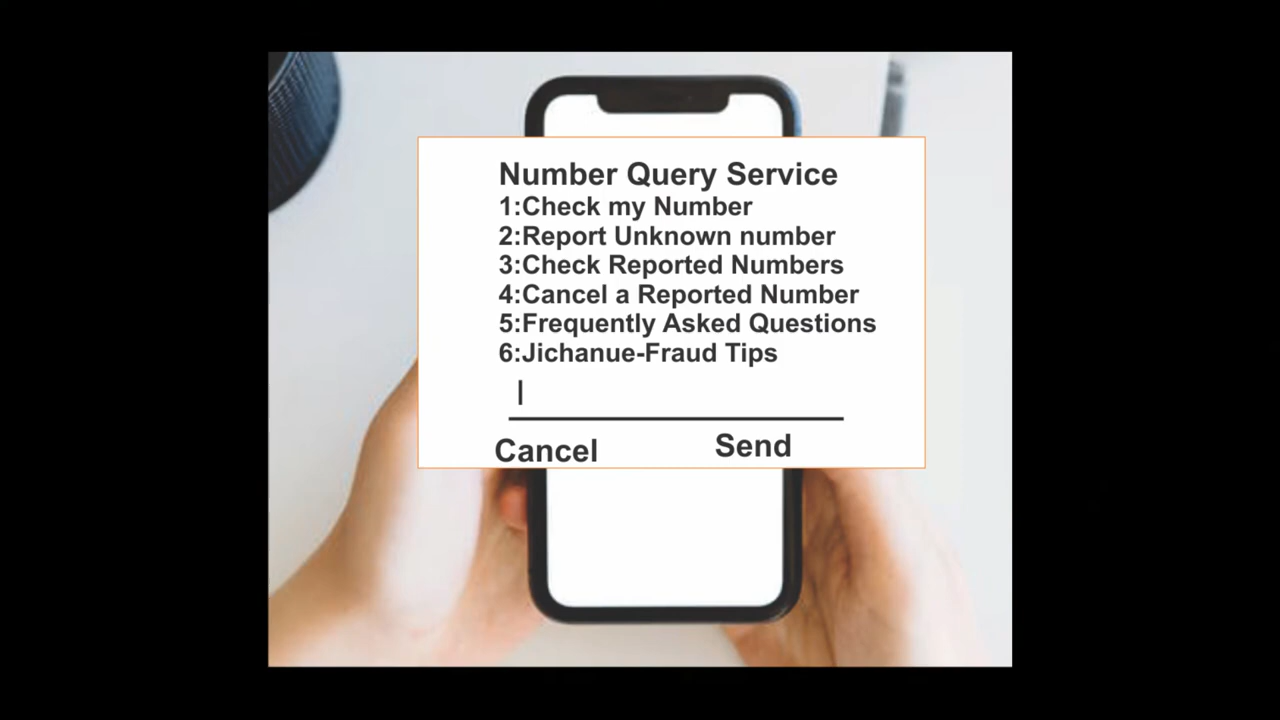 Number Query Service
1:Check my Number
2:Report Unknown number
3:Check Reported Numbers
4:Cancel a Reported Number
5:Frequently Asked Questions
6:Jichanue-Fraud Tips
Cancel Send